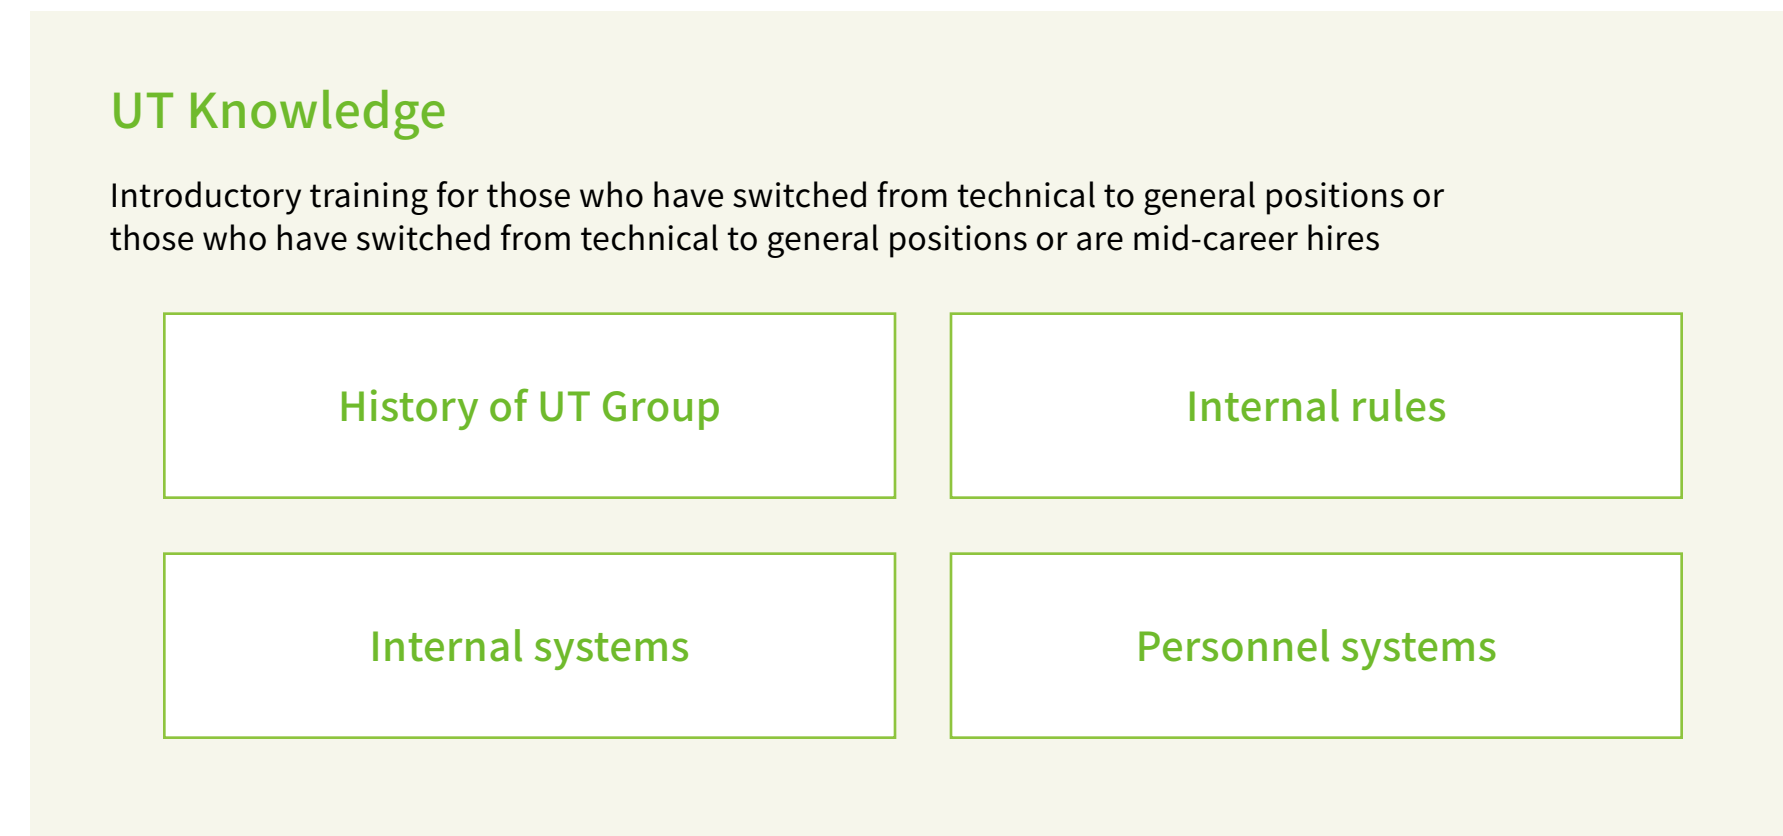 UT Knowledge
Introductory training for those who have switched from technical to general positions or
those who have switched from technical to general positions or are mid-career hires
History of UT Group
Internal rules
Internal systems
Personnel systems